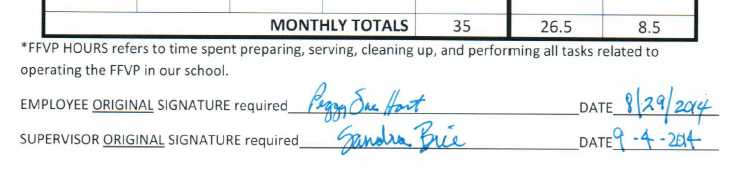 MONTHLY TOTALS 35 26.5 8.5
*FFVP HOURS refers to time spent preparing, serving, cleaning up, and performing all tasks related to
operating the FFVP in our school.
EMPLOYEE ORIGINAL SIGNATURE required Peggy Sue Hart DATE 8/29/2014
SUPERVISOR ORIGINAL SIGNATURE required Sandra Brie DATE 9-4-2014